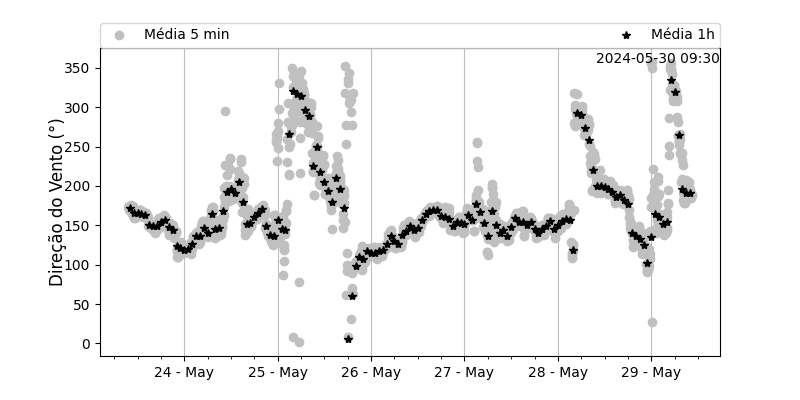 Média 5 min
Média 1h
2024-05-30 09:30
Direção do Vento (°)
350
300
250
200
150
100
50
0
24 - May
25 - May
26 - May
27 - May
28 - May
29 - May